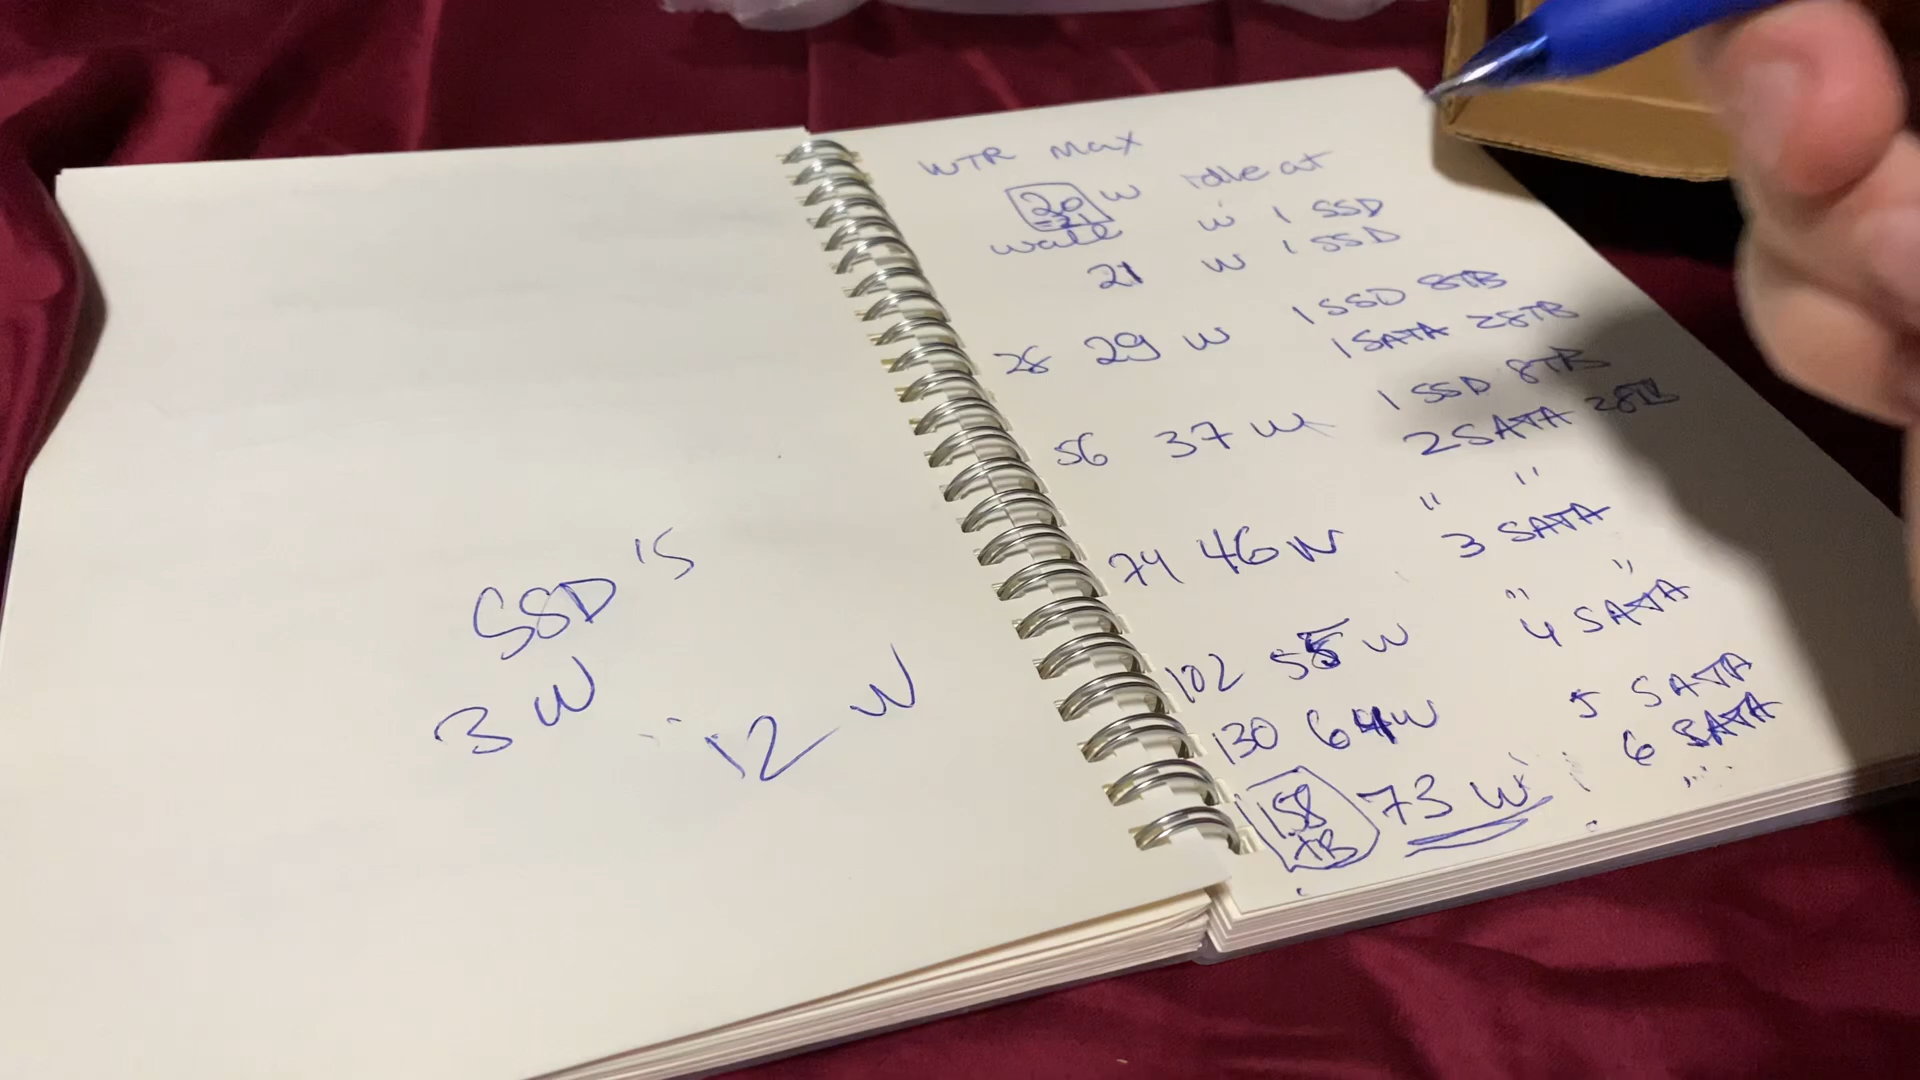 SSD's
3 W
12 W
WTR Max
20 W idle at
=21
wall W 1 SSD
21 W 1 SSD
1 SSD 8TB
28 29 W 1 SATA 28TB
1 SSD 8TB
56 37 W 2 SATA 28TB
" "
74 46 W 3 SATA
" "
102 55 W 4 SATA
130 64 W 5 SATA
6 SATA
158 73 W
TB